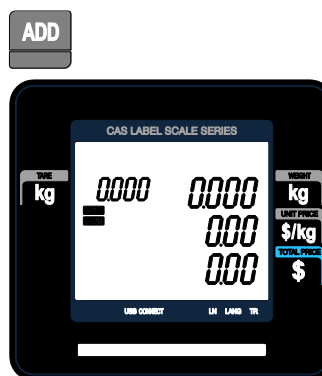 ADD
CAS LABEL SCALE SERIES
TARE
kg
0.000
0.000
WEIGHT
kg
0.00
UNIT PRICE
$/kg
0.00
TOTAL PRICE
$
USB CONNECT LN LANG TR